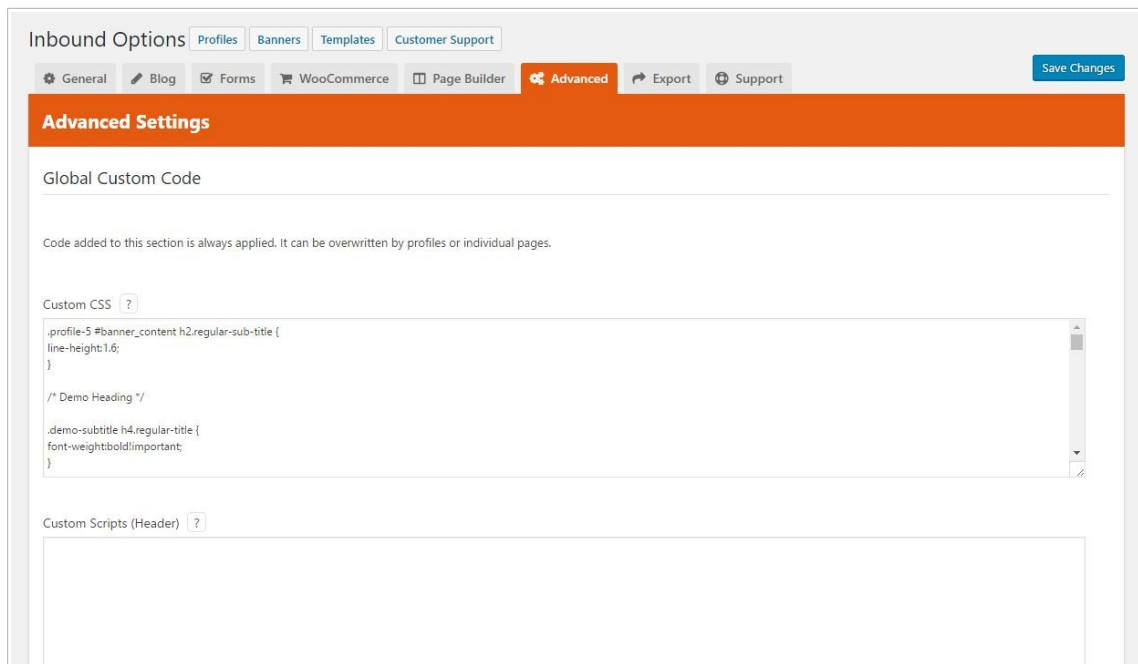 Inbound Options Profiles Banners Templates Customer Support
General Blog Forms WooCommerce Page Builder Advanced Export Support Save Changes
Advanced Settings
Global Custom Code
Code added to this section is always applied. It can be overwritten by profiles or individual pages.
Custom CSS ?
.profile-5 #banner_content h2.regular-sub-title {
line-height:1.6;
}
/* Demo Heading */
.demo-subtitle h4.regular-title {
font-weight:bold!important;
}
Custom Scripts (Header) ?